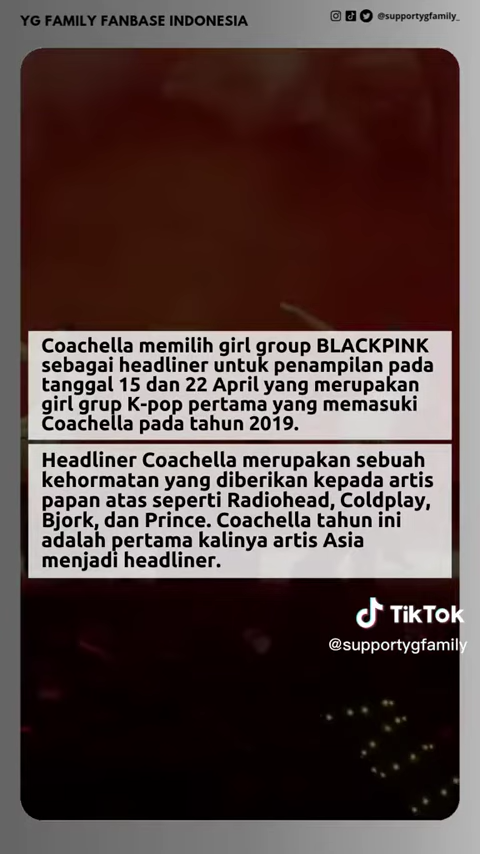 YG FAMILY FANBASE INDONESIA
@supportygfamily_
Coachella memilih girl group BLACKPINK
sebagai headliner untuk penampilan pada
tanggal 15 dan 22 April yang merupakan
girl grup K-pop pertama yang memasuki
Coachella pada tahun 2019.
Headliner Coachella merupakan sebuah
kehormatan yang diberikan kepada artis
papan atas seperti Radiohead, Coldplay,
Bjork, dan Prince. Coachella tahun ini
adalah pertama kalinya artis Asia
menjadi headliner.
TikTok
@supportygfamily